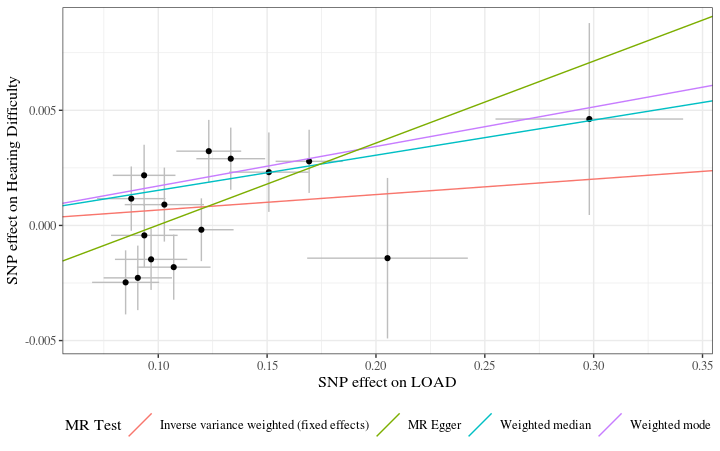 SNP effect on Hearing Difficulty
0.005
0.000
-0.005
0.10 0.15 0.20 0.25 0.30 0.35
SNP effect on LOAD
MR Test Inverse variance weighted (fixed effects) MR Egger Weighted median Weighted mode